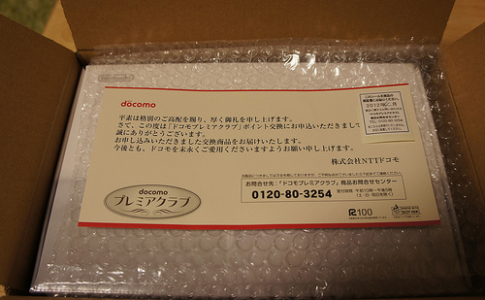 docomo
平素は格別のご高配を賜り、厚く御礼を申し上げます。
さて、この度は「ドコモプレミアクラブ」ポイント交換にお申込いただきまして
誠にありがとうございます。
お申し込みいただいた交換商品をお届けいたします。
今後とも、ドコモを末永くご愛用くださいますようお願い申し上げます。
株式会社NTTドコモ
docomo
プレミアクラブ
お問合せ先：「ドコモプレミアクラブ」商品お問合せセンター
0120-80-3254
R100